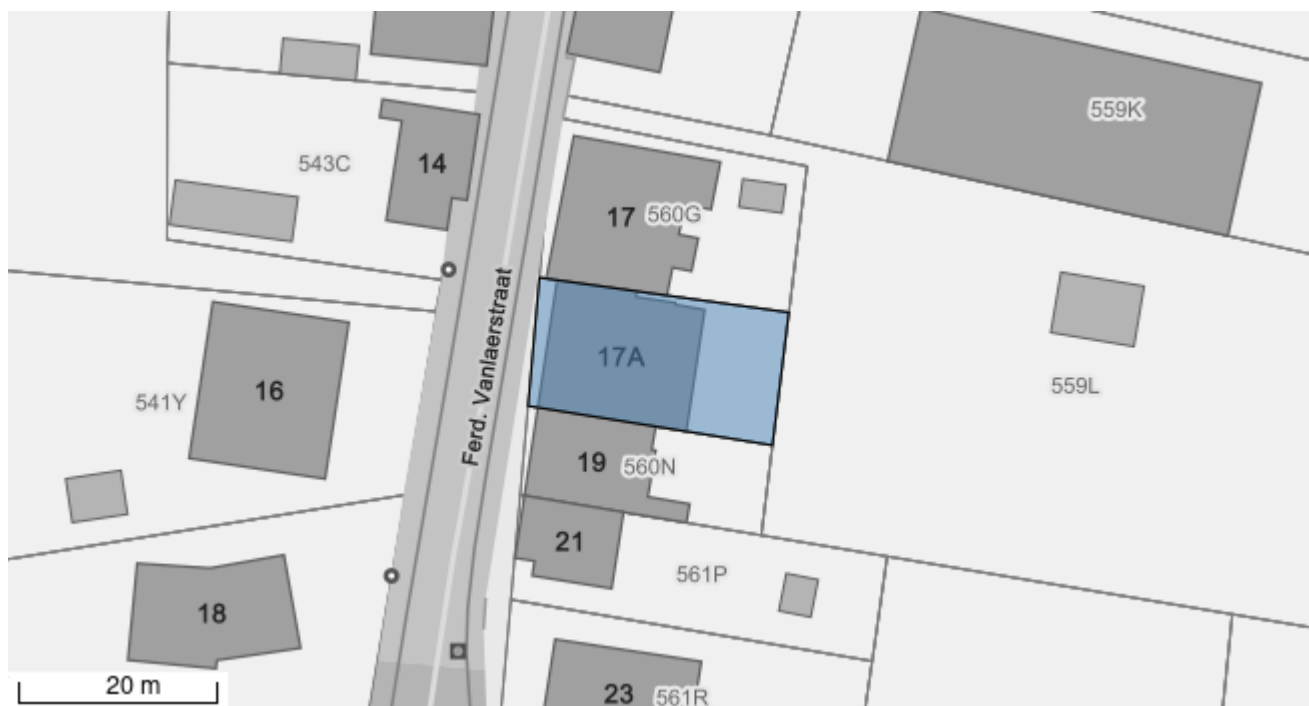 559K
14
543C
17
560G
Ferd. Vanlaerstraat
17A
559L
16
541Y
19
560N
21
561P
18
20 m
23
561R